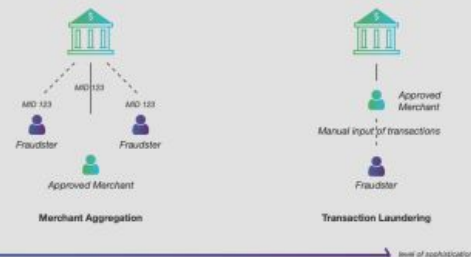 $
$
MID 123
MID 123
MID 123
Approved
Merchant
Fraudster
Fraudster
Manual input of transactions
Approved Merchant
Fraudster
Merchant Aggregation
Transaction Laundering
level of sophistication